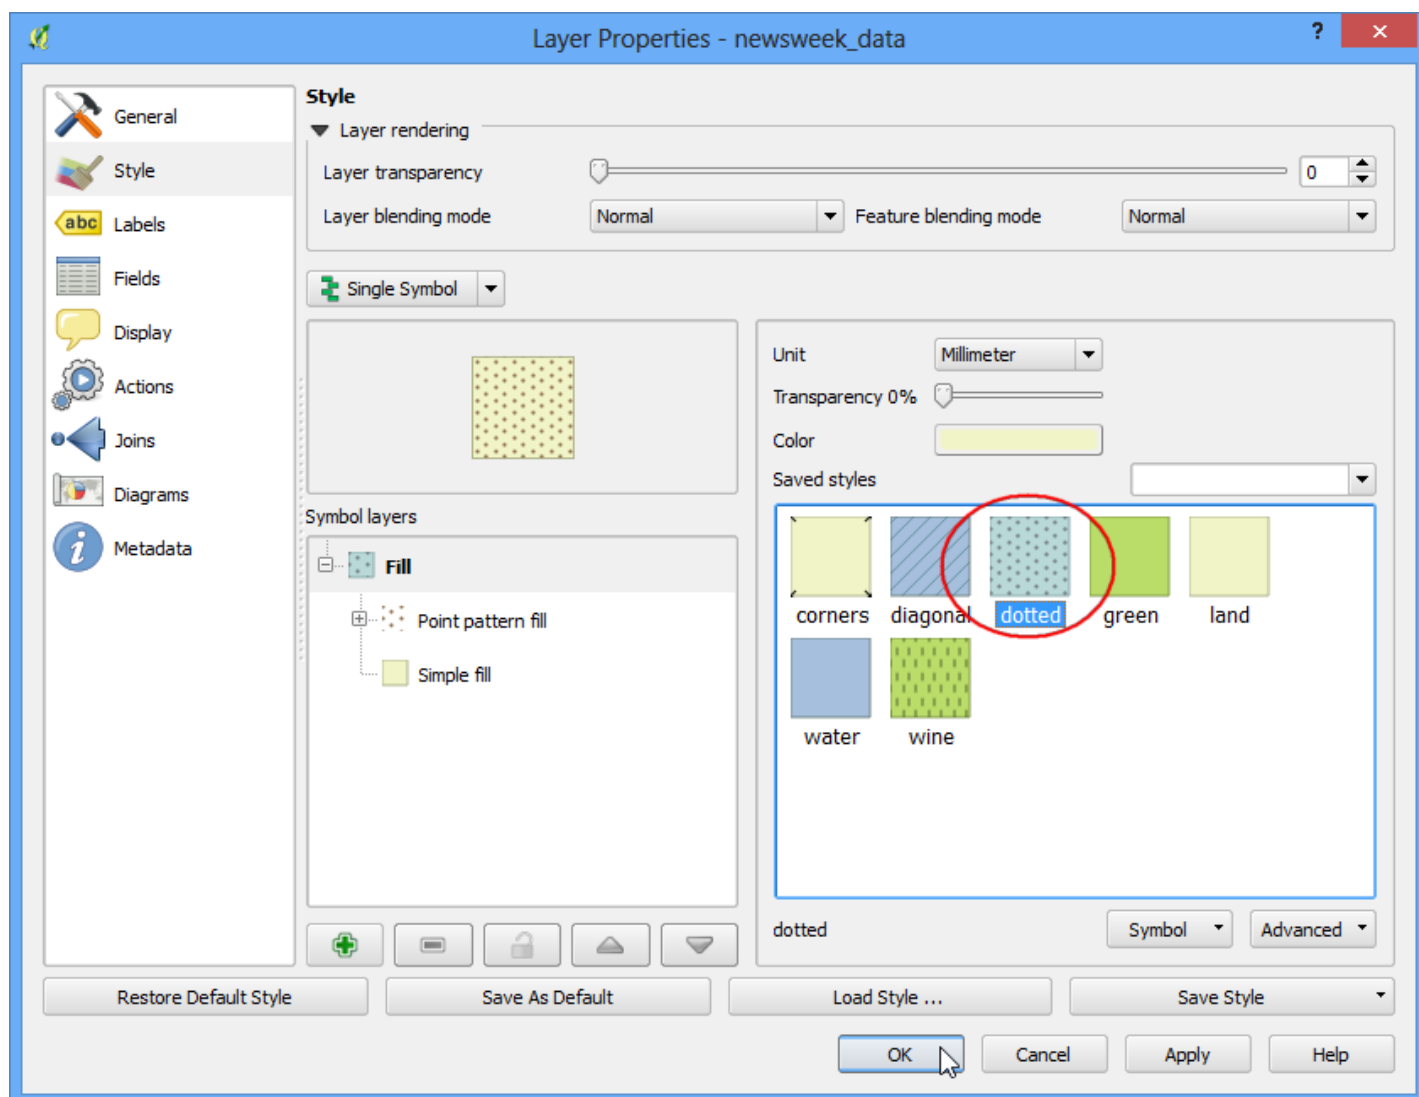 Layer Properties - newsweek_data
?
General
Style
Labels
Fields
Display
Actions
Joins
Diagrams
Metadata
Style
Layer rendering
Layer transparency 0
Layer blending mode Normal Feature blending mode Normal
Single Symbol
Symbol layers
Fill
Point pattern fill
Simple fill
Unit Millimeter
Transparency 0%
Color
Saved styles
corners diagonal dotted green land
water wine
dotted Symbol Advanced
Restore Default Style Save As Default Load Style ... Save Style
OK Cancel Apply Help
abc